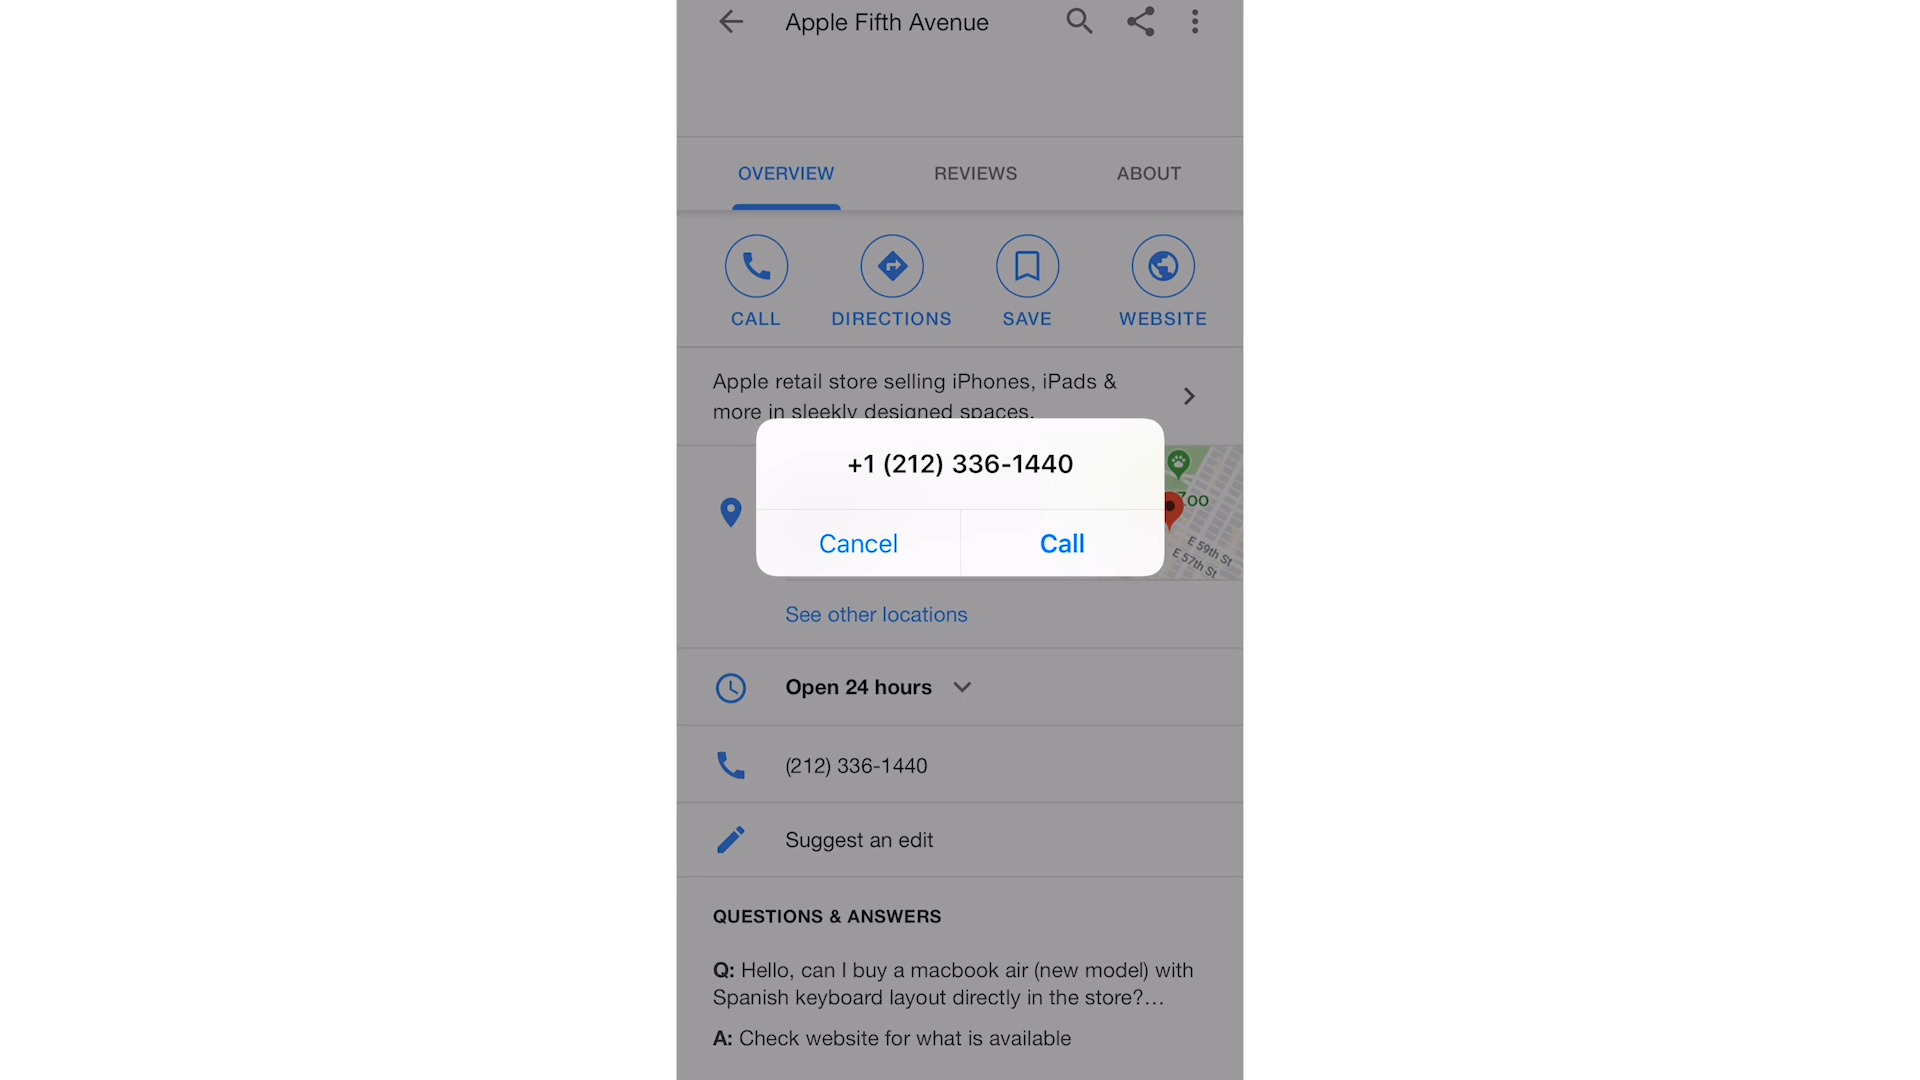 Apple Fifth Avenue
OVERVIEW REVIEWS ABOUT
CALL DIRECTIONS SAVE WEBSITE
Apple retail store selling iPhones, iPads &
more in sleekly designed spaces.
+1 (212) 336-1440
Zoo
Cancel Call
E 59th St
E 57th St
See other locations
Open 24 hours
(212) 336-1440
Suggest an edit
QUESTIONS & ANSWERS
Q: Hello, can I buy a macbook air (new model) with
Spanish keyboard layout directly in the store?...
A: Check website for what is available